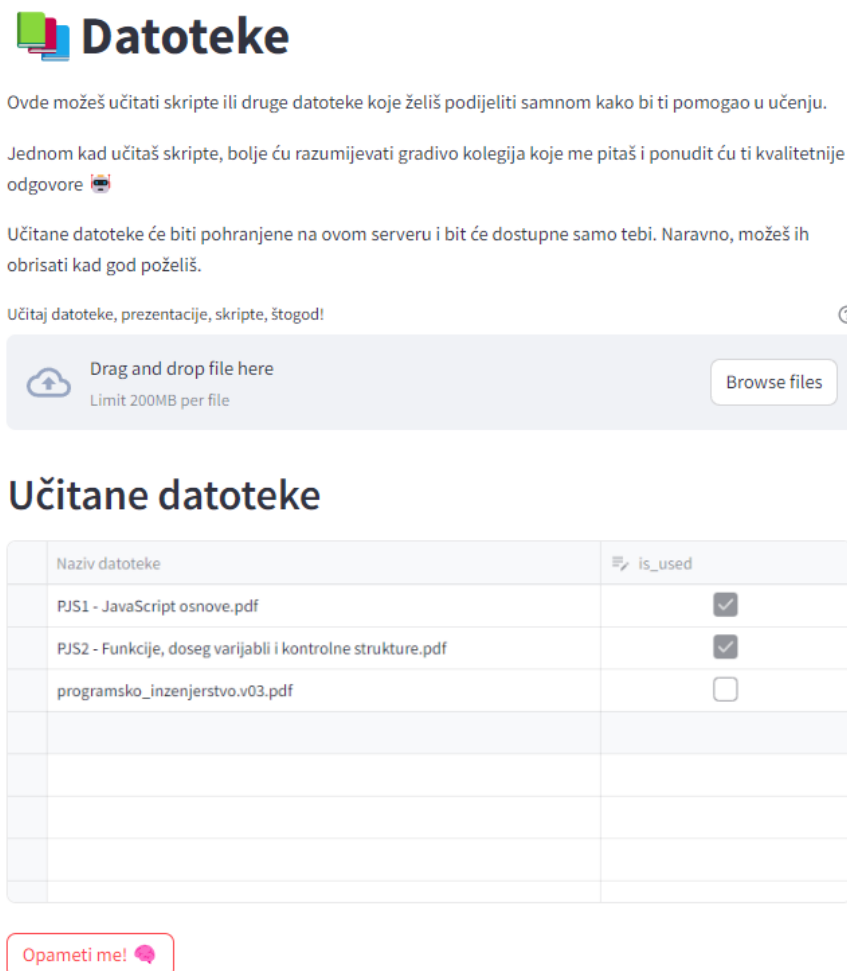 Datoteke
Ovde možeš učitati skripte ili druge datoteke koje želiš podijeliti samnom kako bi ti pomogao u učenju.
Jednom kad učitaš skripte, bolje ću razumijevati gradivo kolegija koje me pitaš i ponudit ću ti kvalitetnije
odgovore
Učitane datoteke će biti pohranjene na ovom serveru i bit će dostupne samo tebi. Naravno, možeš ih
obrisati kad god poželiš.
Učitaj datoteke, prezentacije, skripte, štogod!
Drag and drop file here
Limit 200MB per file
Browse files
Učitane datoteke
Naziv datoteke
is_used
PJS1 - JavaScript osnove.pdf
PJS2 - Funkcije, doseg varijabli i kontrolne strukture.pdf
programsko_inzenjerstvo.v03.pdf
Opameti me!